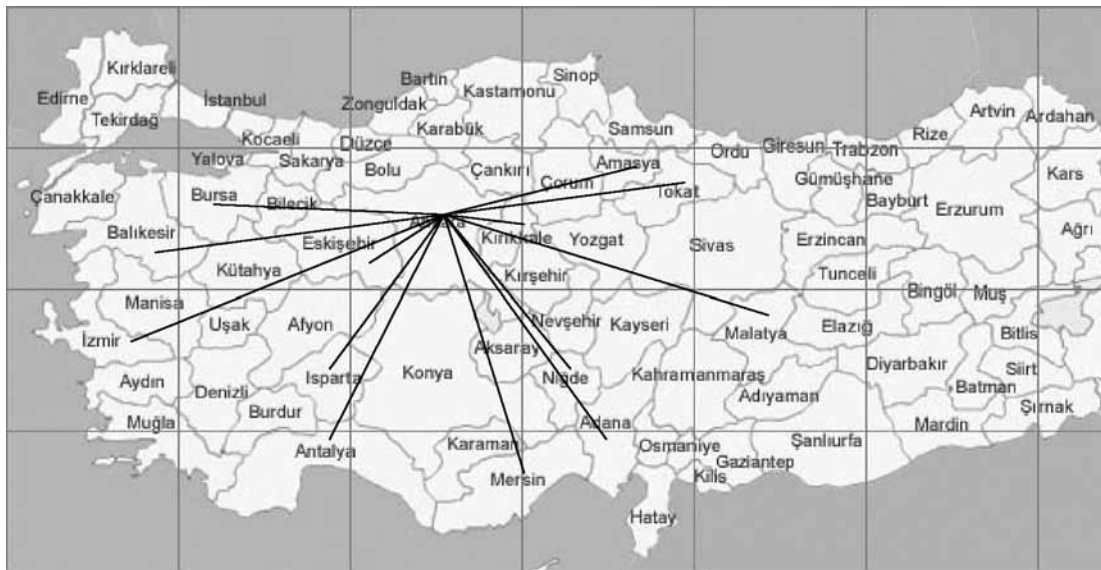 Kırklareli
Edirne
Tekirdağ
İstanbul
Kocaeli
Yalova
Sakarya
Düzçe
Zonguldak
Bartın
Karabük
Kastamonu
Sinop
Samsun
Ordu
Giresun
Trabzon
Rize
Artvin
Ardahan
Kars
Çanakkale
Bursa
Bilecik
Bolu
Çankırı
Çorum
Amasya
Tokat
Gümüşhane
Bayburt
Erzurum
Ağrı
Balıkesir
Eskişehir
Ankara
Kırıkkale
Yozgat
Sivas
Erzincan
Tunceli
Kütahya
Kırşehir
Bingöl
Muş
Manisa
Uşak
Afyon
Nevşehir
Kayseri
Malatya
Elazığ
Bitlis
İzmir
Aksaray
Aydın
Denizli
Isparta
Konya
Niğde
Kahramanmaraş
Diyarbakır
Batman
Siirt
Adıyaman
Burdur
Şırnak
Muğla
Antalya
Karaman
Adana
Osmaniye
Şanlıurfa
Mardin
Gaziantep
Kilis
Mersin
Hatay